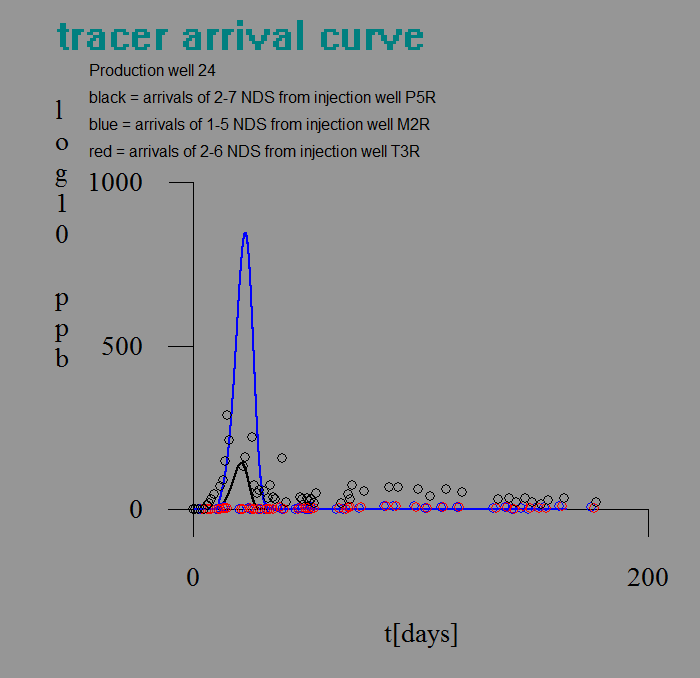 tracer arrival curve
Production well 24
black = arrivals of 2-7 NDS from injection well P5R
blue = arrivals of 1-5 NDS from injection well M2R
red = arrivals of 2-6 NDS from injection well T3R
log10 ppb
1000
500
0
0
200
t[days]